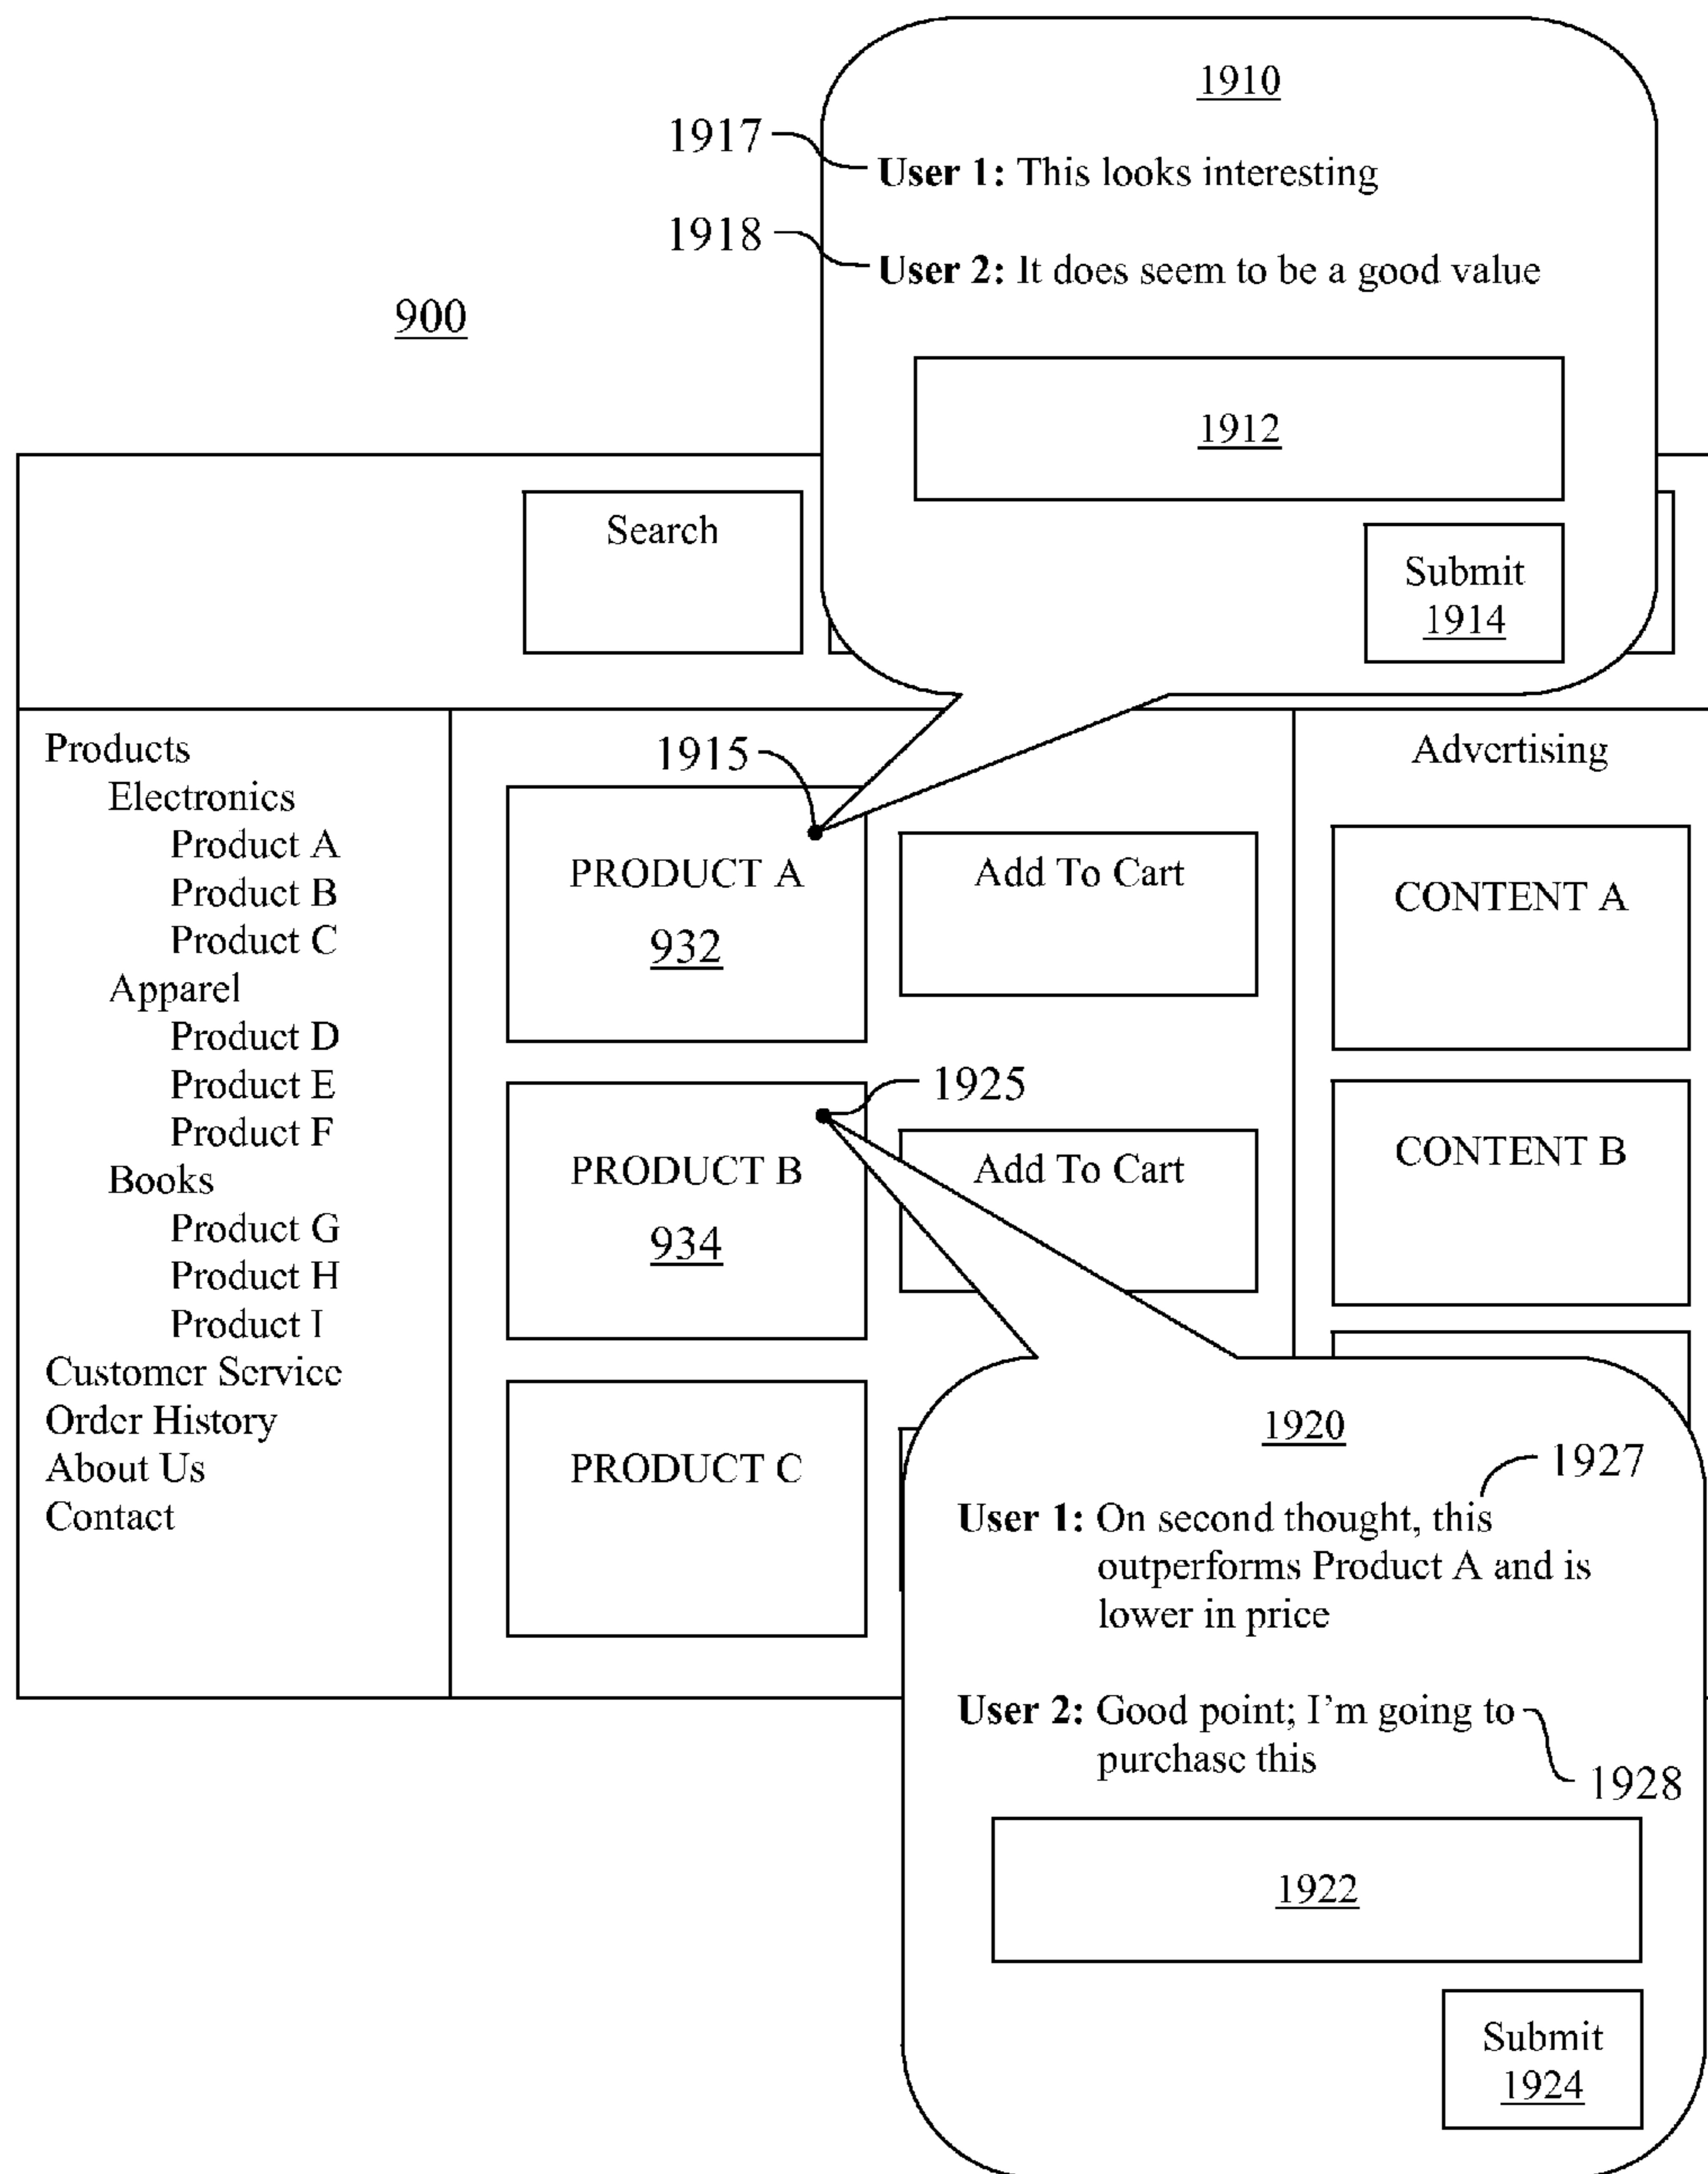 1910
1917
User 1: This looks interesting
1918
User 2: It does seem to be a good value
900
1912
Search
Submit
1914
Products
Electronics
Product A
Product B
Product C
Apparel
Product D
Product E
Product F
Books
Product G
Product H
Product I
Customer Service
Order History
About Us
Contact
1915
PRODUCT A
932
Add To Cart
1925
PRODUCT B
934
Add To Cart
PRODUCT C
Advertising
CONTENT A
CONTENT B
1920
1927
User 1: On second thought, this
outperforms Product A and is
lower in price
User 2: Good point; I'm going to
purchase this
1928
1922
Submit
1924